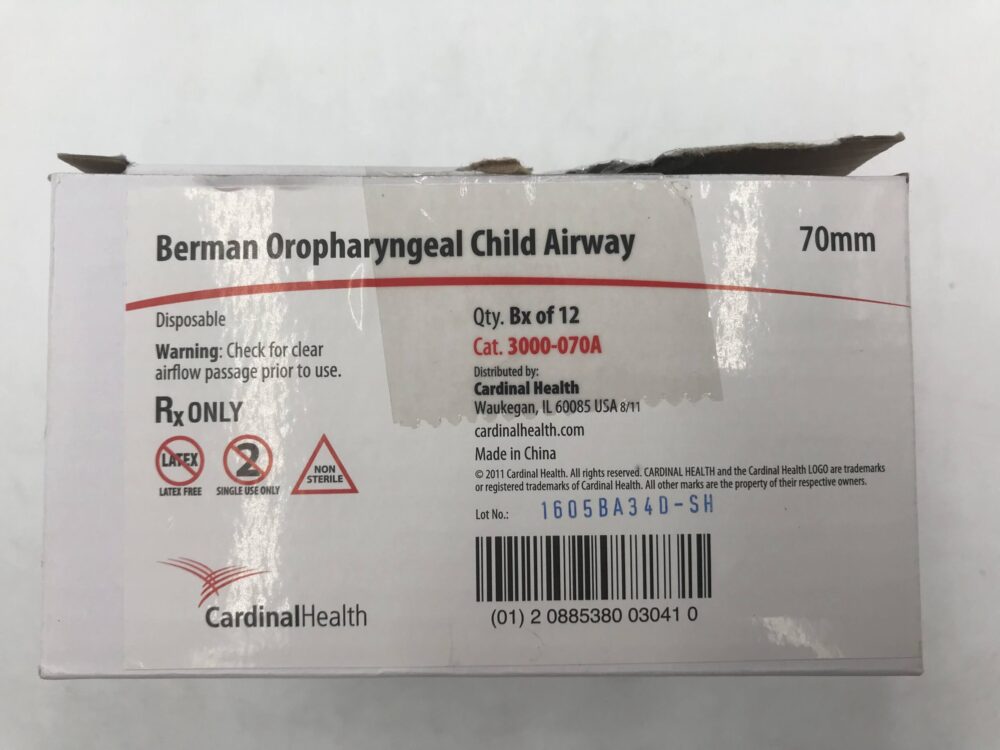 Berman Oropharyngeal Child Airway
70mm
Disposable
Warning: Check for clear
airflow passage prior to use.
Rx ONLY
LATEX
LATEX FREE
2
SINGLE USE ONLY
NON
STERILE
CardinalHealth
Qty. Bx of 12
Cat. 3000-070A
Distributed by:
Cardinal Health
Waukegan, IL 60085 USA 8/11
cardinalhealth.com
Made in China
© 2011 Cardinal Health. All rights reserved. CARDINAL HEALTH and the Cardinal Health LOGO are trademarks
or registered trademarks of Cardinal Health. All other marks are the property of their respective owners.
Lot No.: 1605BA34D-SH
(01) 2 0885380 03041 0